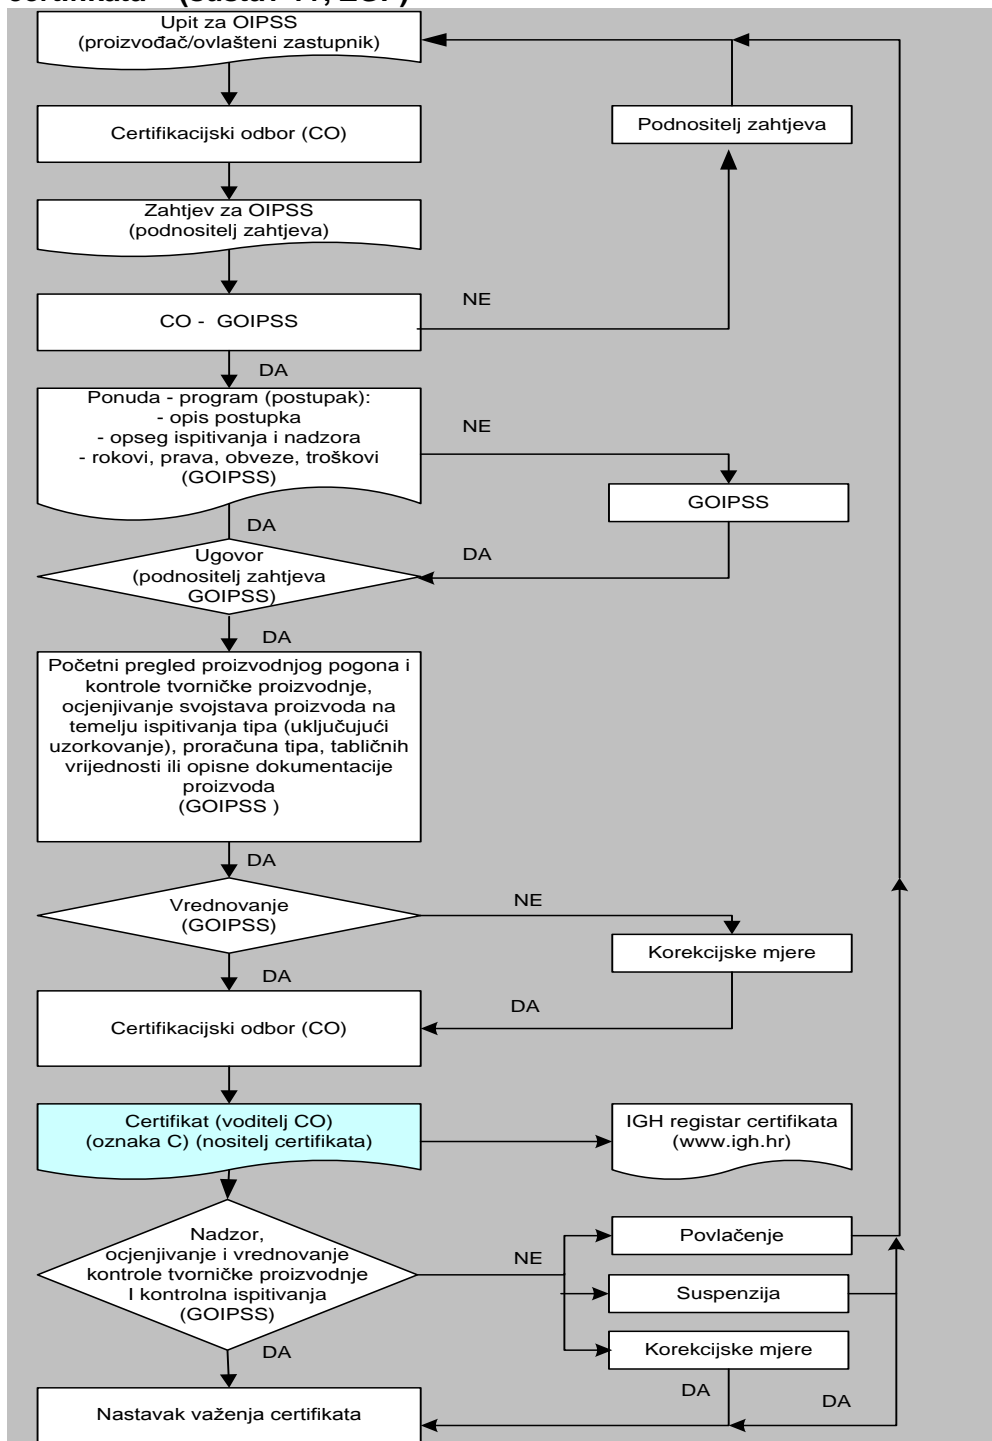 Upit za OIPSS
(proizvođač/ovlašteni zastupnik)
Certifikacijski odbor (CO)
Podnositelj zahtjeva
Zahtjev za OIPSS
(podnositelj zahtjeva)
NE
CO - GOIPSS
DA
Ponuda - program (postupak):
- opis postupka
- opseg ispitivanja i nadzora
- rokovi, prava, obveze, troškovi
(GOIPSS)
NE
GOIPSS
DA
DA
Ugovor
(podnositelj zahtjeva
GOIPSS)
DA
Početni pregled proizvodnjog pogona i
kontrole tvorničke proizvodnje,
ocjenjivanje svojstava proizvoda na
temelju ispitivanja tipa (uključujući
uzorkovanje), proračuna tipa, tabličnih
vrijednosti ili opisne dokumentacije
proizvoda
(GOIPSS )
DA
Vrednovanje
(GOIPSS)
NE
Korekcijske mjere
DA
DA
Certifikacijski odbor (CO)
Certifikat (voditelj CO)
(oznaka C) (nositelj certifikata)
IGH registar certifikata
(www.igh.hr)
Nadzor,
ocjenjivanje i vrednovanje
kontrole tvorničke proizvodnje
I kontrolna ispitivanja
(GOIPSS)
NE
Povlačenje
Suspenzija
Korekcijske mjere
DA
DA
DA
Nastavak važenja certifikata